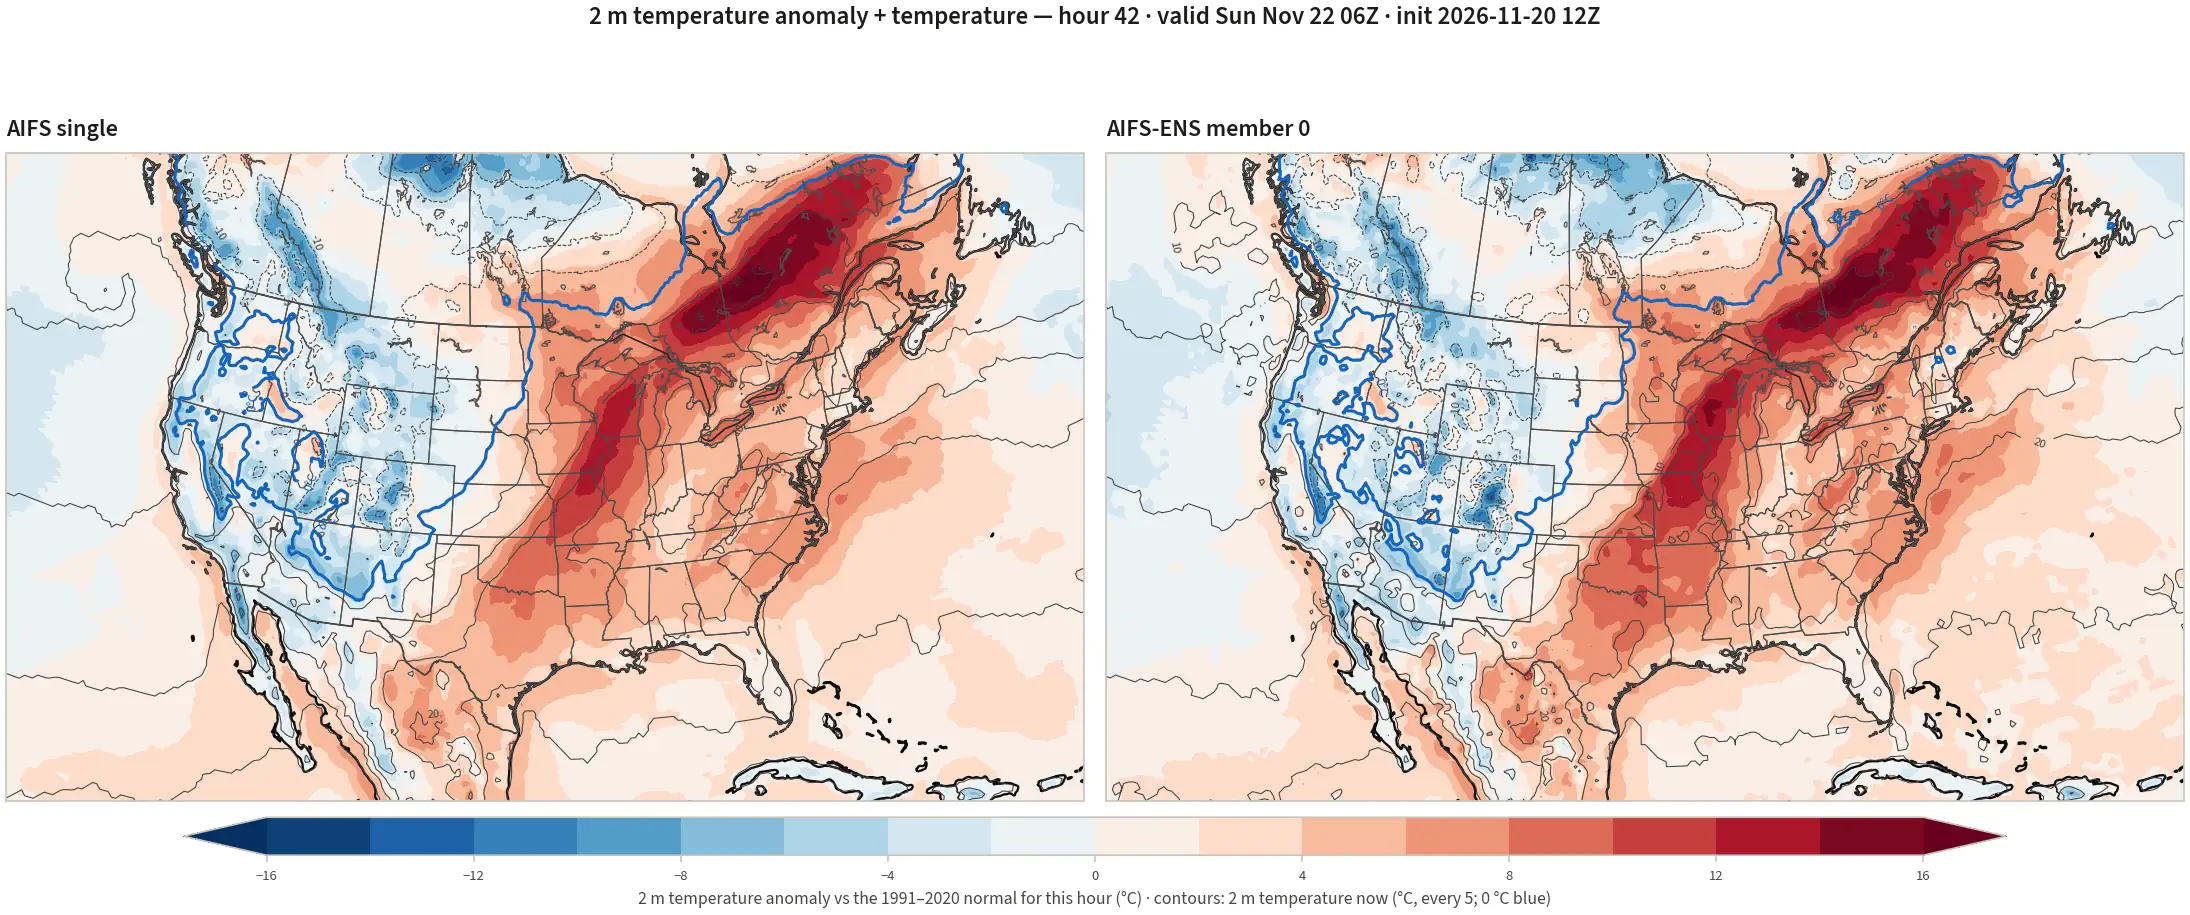 2 m temperature anomaly + temperature — hour 42 · valid Sun Nov 22 06Z · init 2026-11-20 12Z
AIFS single
AIFS-ENS member 0
−16 −12 −8 −4 0 4 8 12 16
2 m temperature anomaly vs the 1991–2020 normal for this hour (°C) · contours: 2 m temperature now (°C, every 5; 0 °C blue)